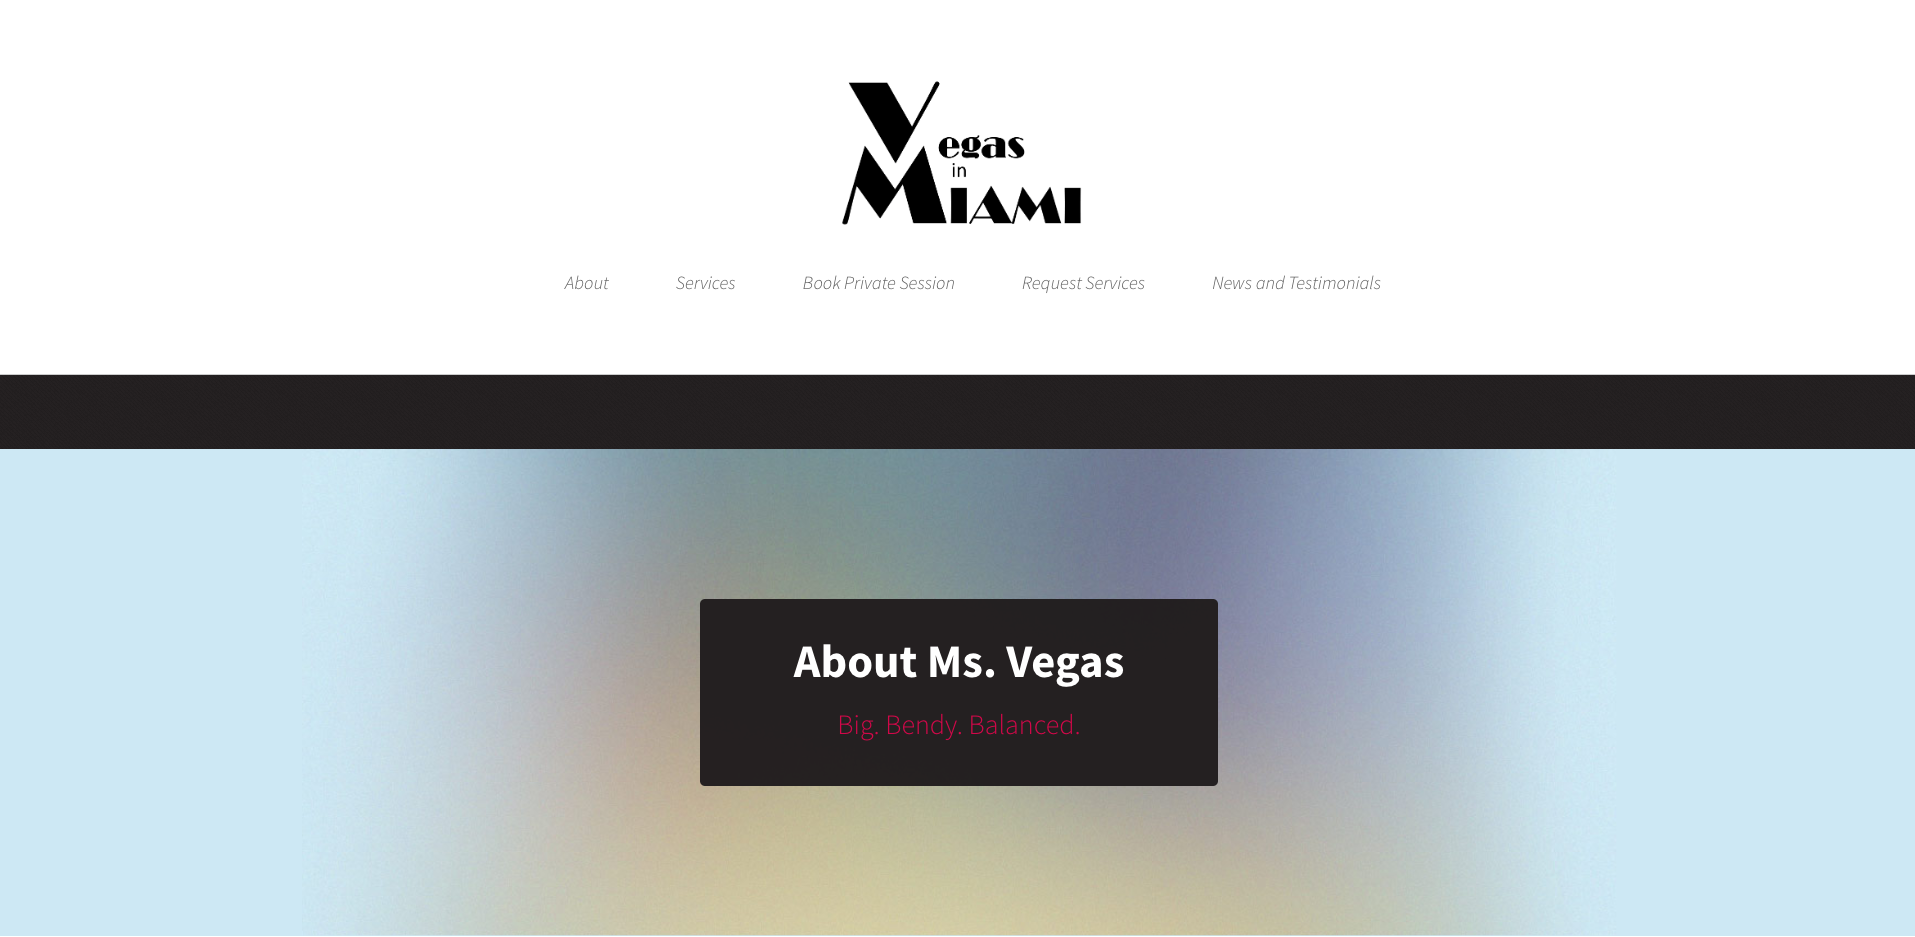 Vegas
in
MIAMI
About Services Book Private Session Request Services News and Testimonials
About Ms. Vegas
Big. Bendy. Balanced.